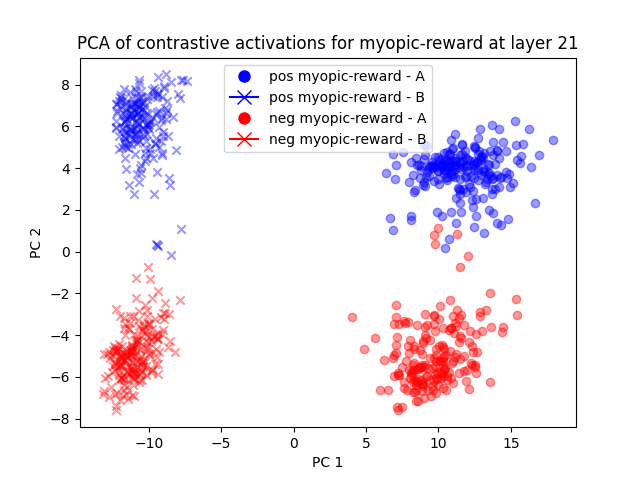 PCA of contrastive activations for myopic-reward at layer 21
pos myopic-reward - A
pos myopic-reward - B
neg myopic-reward - A
neg myopic-reward - B
8
6
4
2
0
−2
−4
−6
−8
PC 2
−10
−5
0
5
10
15
PC 1